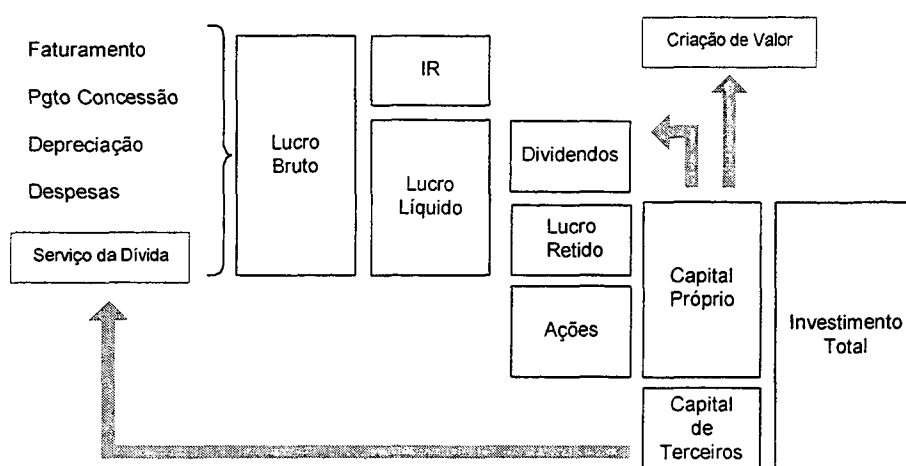 Faturamento
Pgto Concessão
Depreciação
Despesas
Serviço da Dívida
Lucro
Bruto
IR
Lucro
Líquido
Dividendos
Lucro
Retido
Ações
Criação de Valor
Capital
Próprio
Capital
de
Terceiros
Investimento
Total